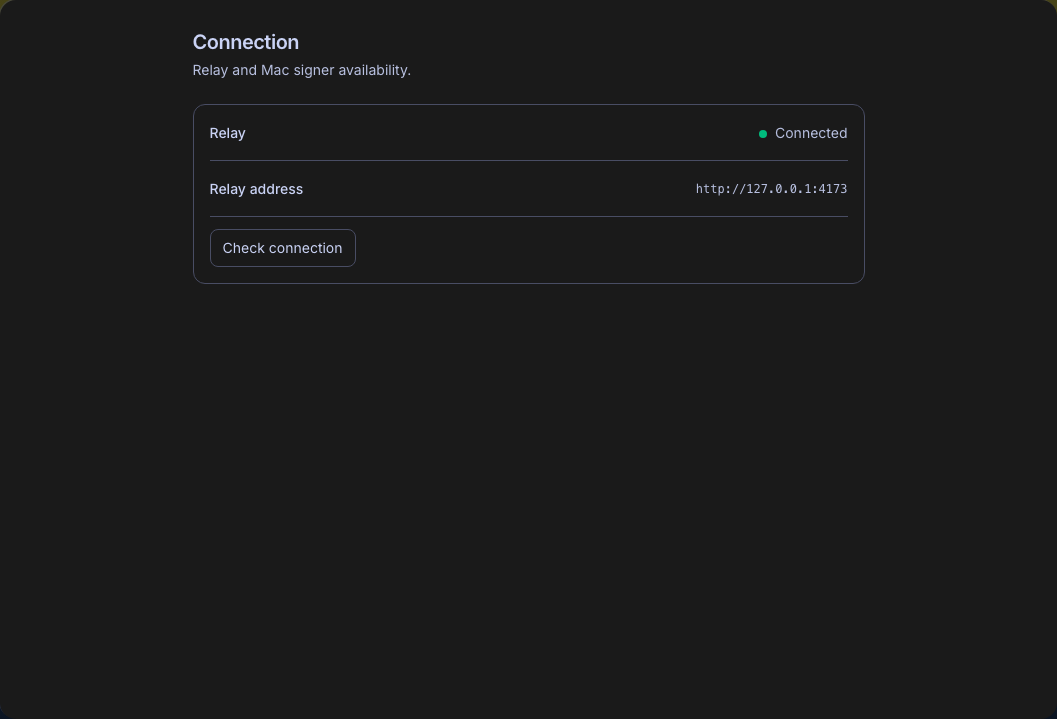 Connection
Relay and Mac signer availability.
Relay
Connected
Relay address
http://127.0.0.1:4173
Check connection